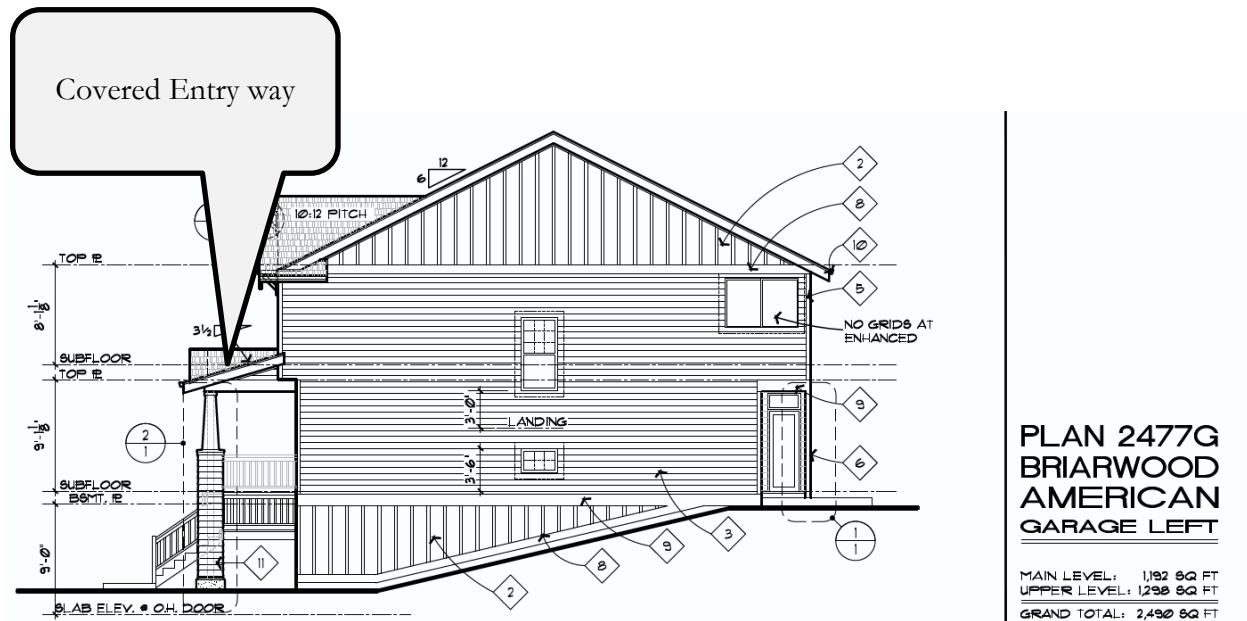 Covered Entry way
12
6
10:12 PITCH
2
8
10
5
TOP PL
8'-1 1/8"
3 1/2
NO GRIDS AT
ENHANCED
SUBFLOOR
TOP PL
9
3'-0"
LANDING
9'-1 1/8"
2
1
6
3'-6"
SUBFLOOR
BSMT. PL
9'-0"
11
2
8
9
3
1
1
SLAB ELEV. @ O.H. DOOR
PLAN 2477G
BRIARWOOD
AMERICAN
GARAGE LEFT
MAIN LEVEL: 1,192 SQ FT
UPPER LEVEL: 1,298 SQ FT
GRAND TOTAL: 2,490 SQ FT